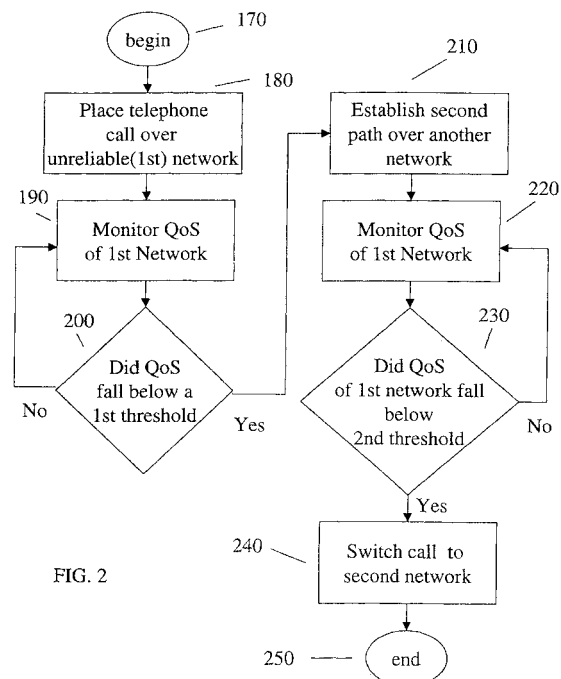 170
begin
180
Place telephone
call over
unreliable(1st) network
190
Monitor QoS
of 1st Network
200
Did QoS
fall below a
1st threshold
No
Yes
210
Establish second
path over another
network
220
Monitor QoS
of 1st Network
230
Did QoS
of 1st network fall
below
2nd threshold
No
Yes
240
Switch call to
second network
FIG. 2
250
end